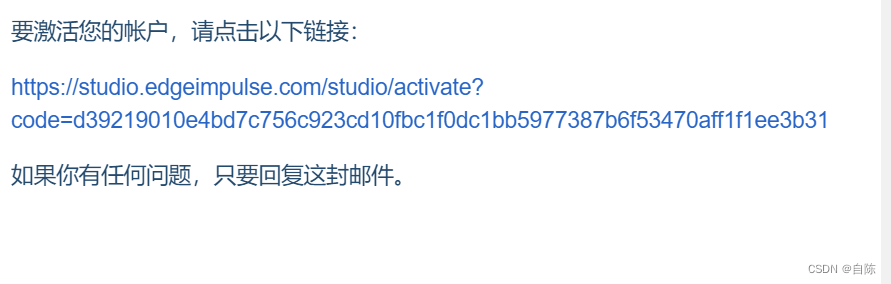 要激活您的帐户，请点击以下链接：
https://studio.edgeimpulse.com/studio/activate?
code=d39219010e4bd7c756c923cd10fbc1f0dc1bb5977387b6f53470aff1f1ee3b31
如果你有任何问题，只要回复这封邮件。
CSDN @自陈